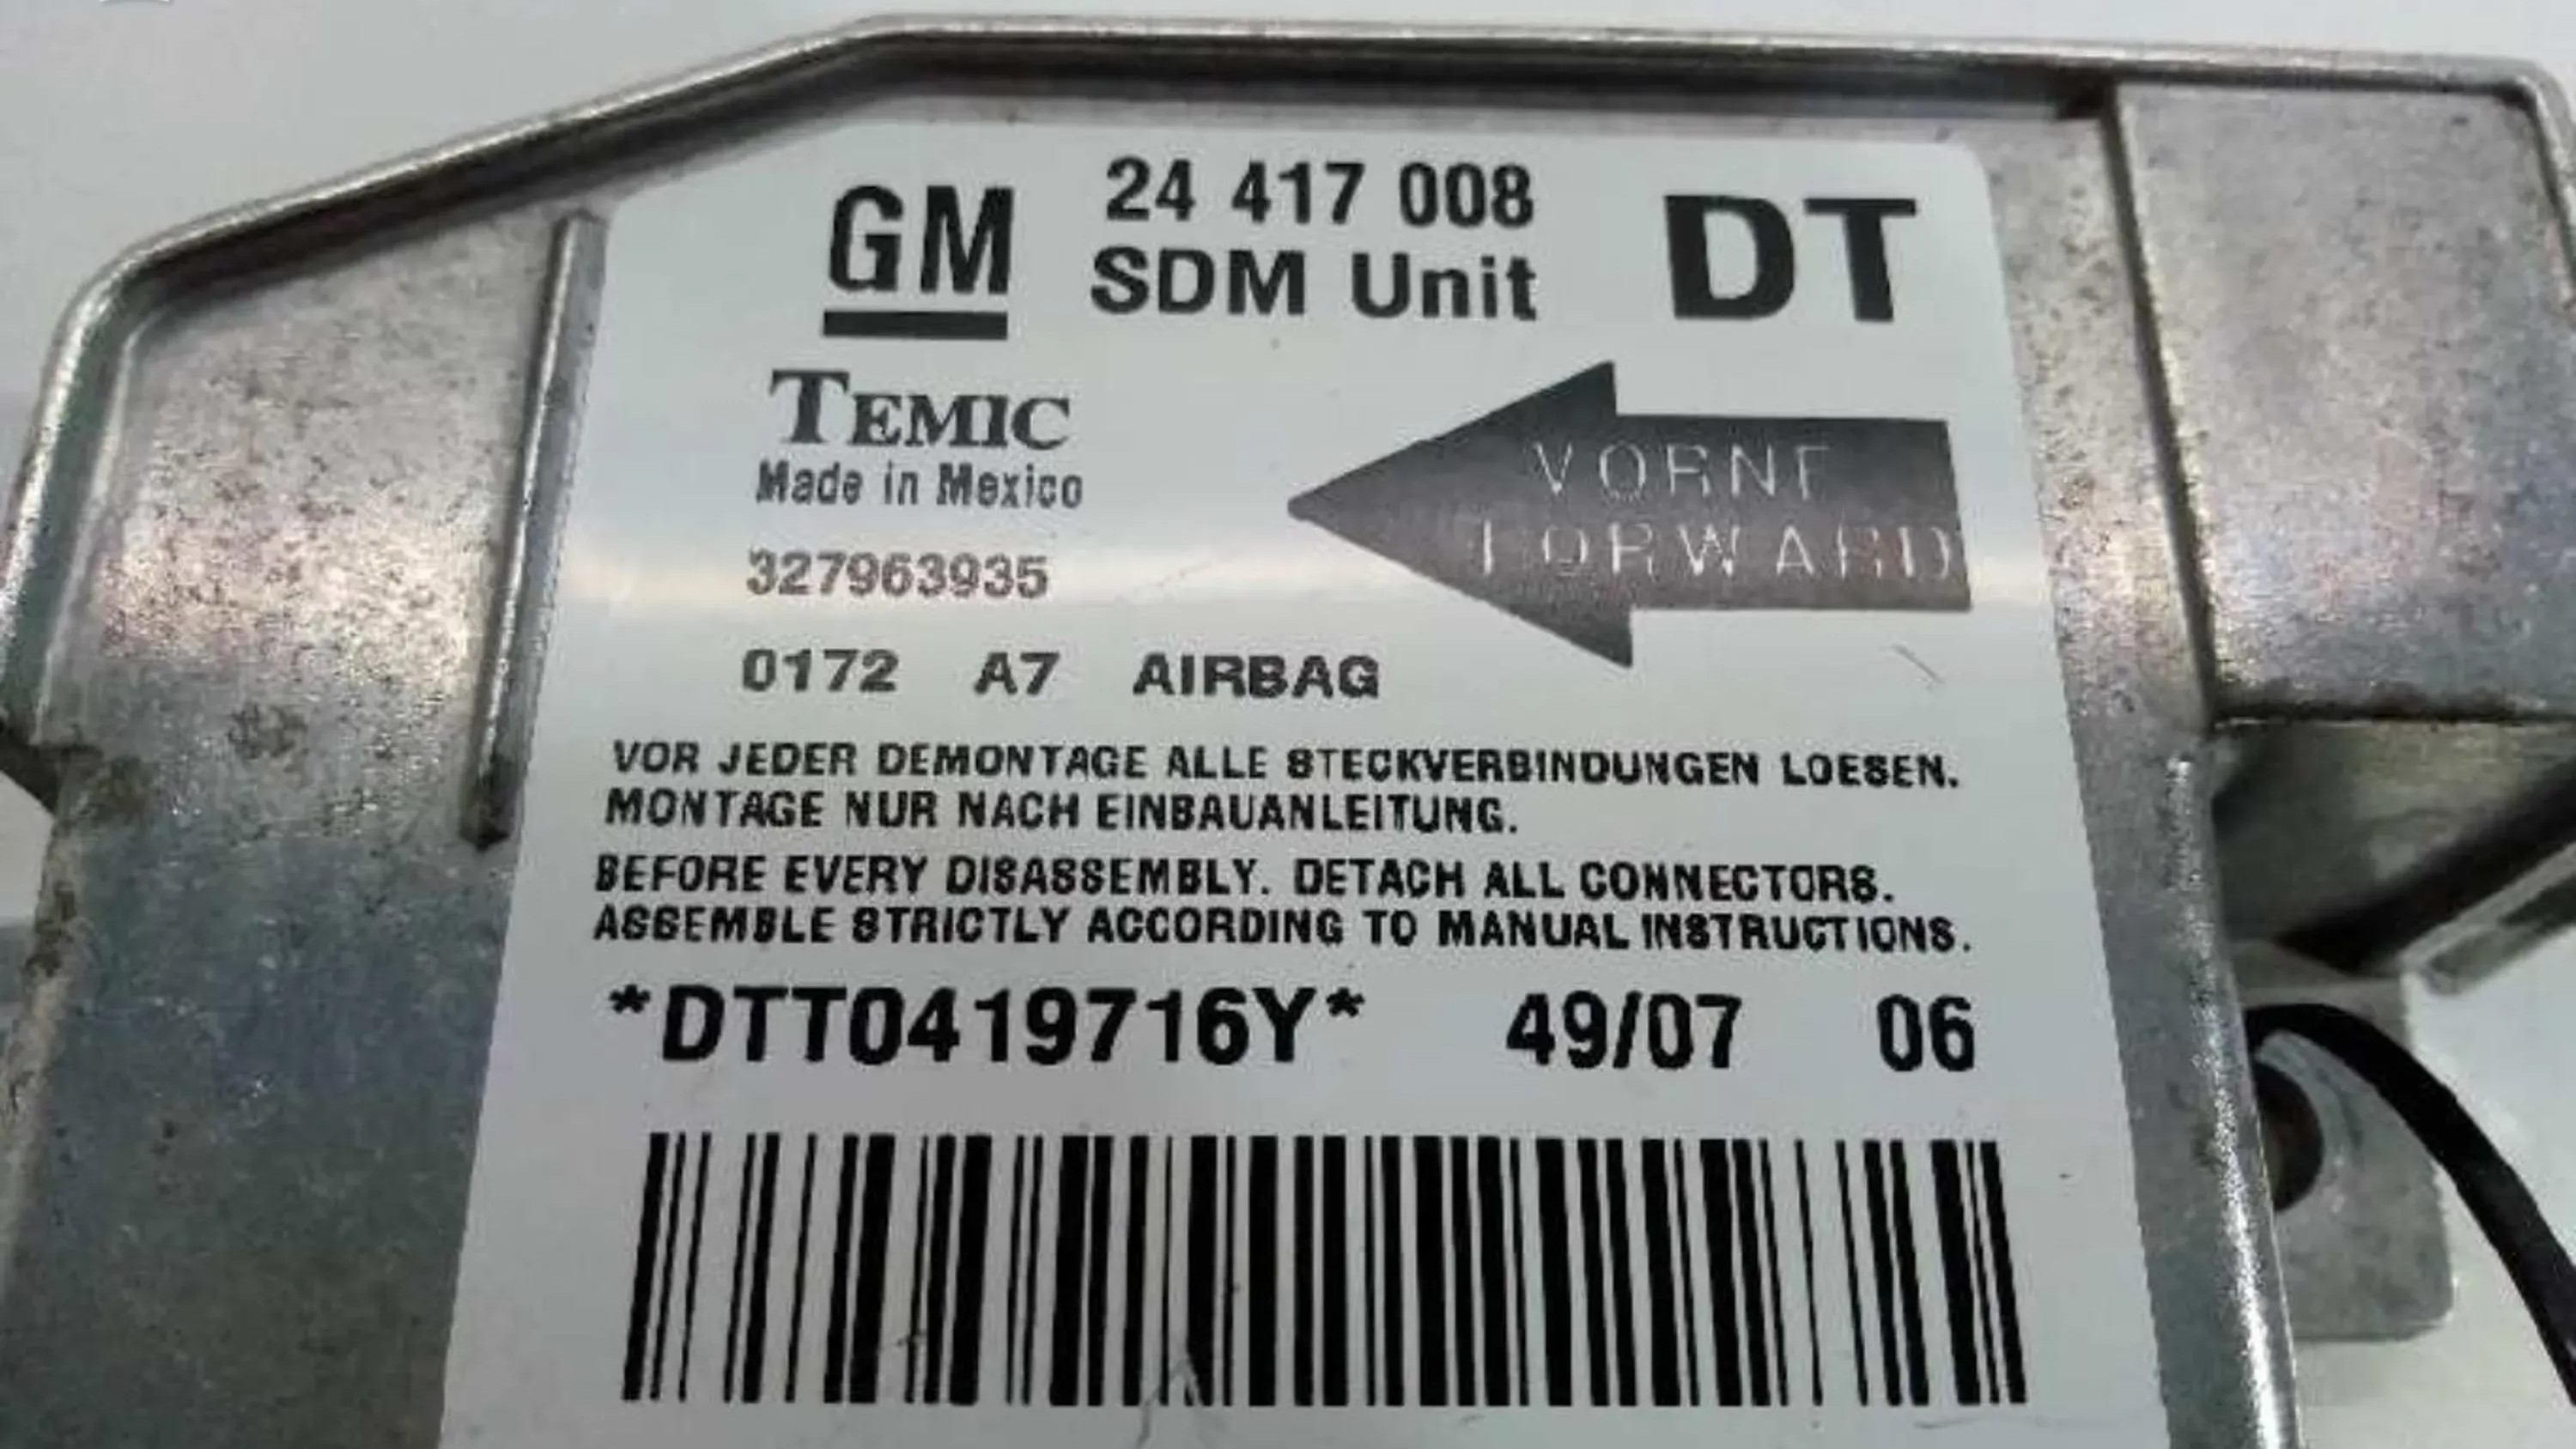 GM 24 417 008 DT
SDM Unit
TEMIC
Made in Mexico
VORNE
FORWARD
327963935
0172 A7 AIRBAG
VOR JEDER DEMONTAGE ALLE STECKVERBINDUNGEN LOESEN.
MONTAGE NUR NACH EINBAUANLEITUNG.
BEFORE EVERY DISASSEMBLY. DETACH ALL CONNECTORS.
ASSEMBLE STRICTLY ACCORDING TO MANUAL INSTRUCTIONS.
*DTT0419716Y* 49/07 06